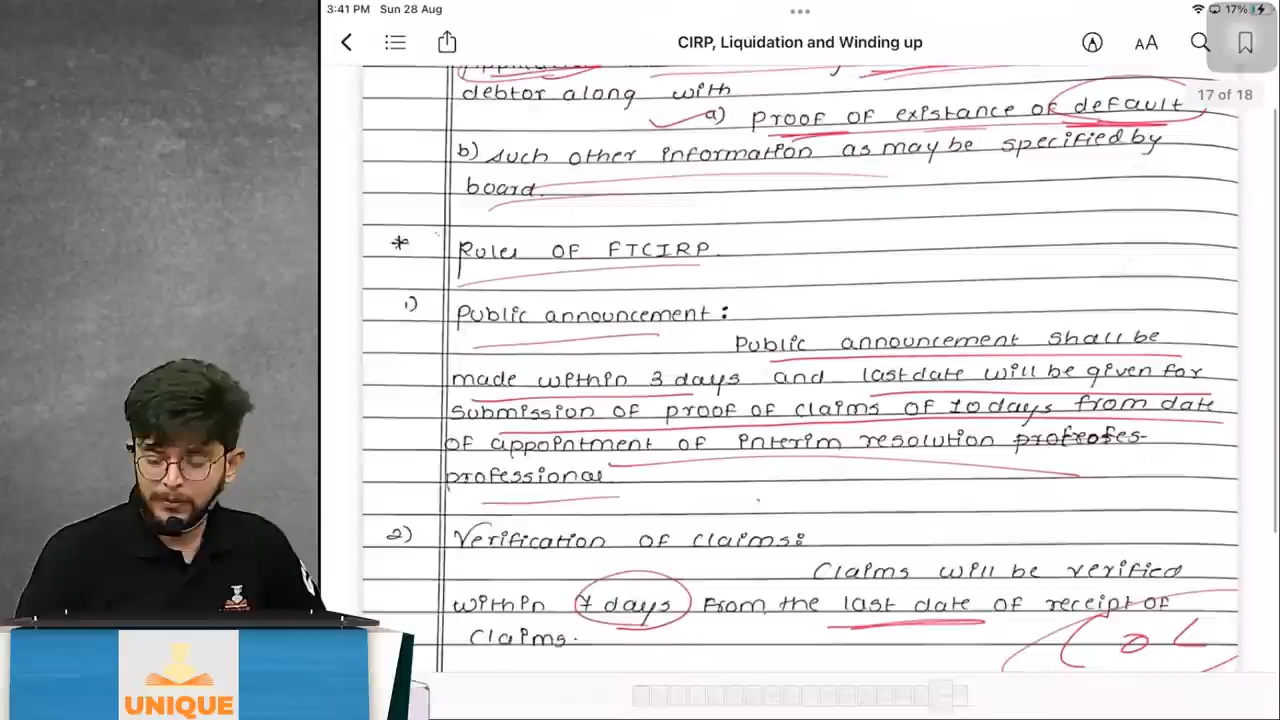 3:41 PM Sun 28 Aug
17%
CIRP, Liquidation and Winding up
AA
17 of 18
debtor along with
a) proof of existance of default
b) such other information as may be specified by
board.
* Rules of FTCIRP.
1) Public announcement :
Public announcement shall be
made within 3 days and last date will be given for
submission of proof of claims of 10 days from date
of appointment of interim resolution
professional
2) Verification of claims:
Claims will be verified
within 7 days from the last date of receipt of
claims.
UNIQUE